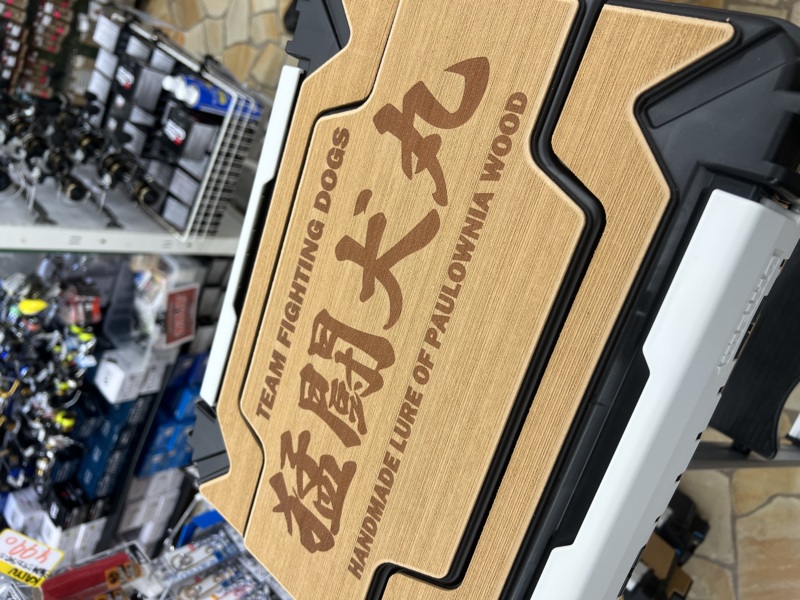 TEAM FIGHTING DOGS
猛闘犬丸
HANDMADE LURE OF PAULOWNIA WOOD